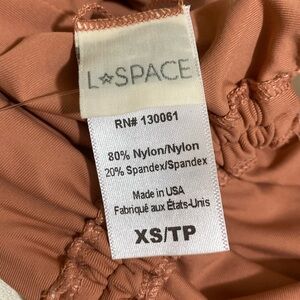 L☆SPACE
RN# 130061
80% Nylon/Nylon
20% Spandex/Spandex
Made in USA
Fabriqué aux États-Unis
XS/TP